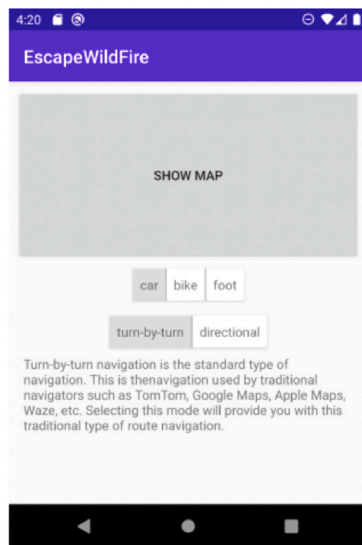 4:20
EscapeWildFire
SHOW MAP
car bike foot
turn-by-turn directional
Turn-by-turn navigation is the standard type of
navigation. This is thenavigation used by traditional
navigators such as TomTom, Google Maps, Apple Maps,
Waze, etc. Selecting this mode will provide you with this
traditional type of route navigation.